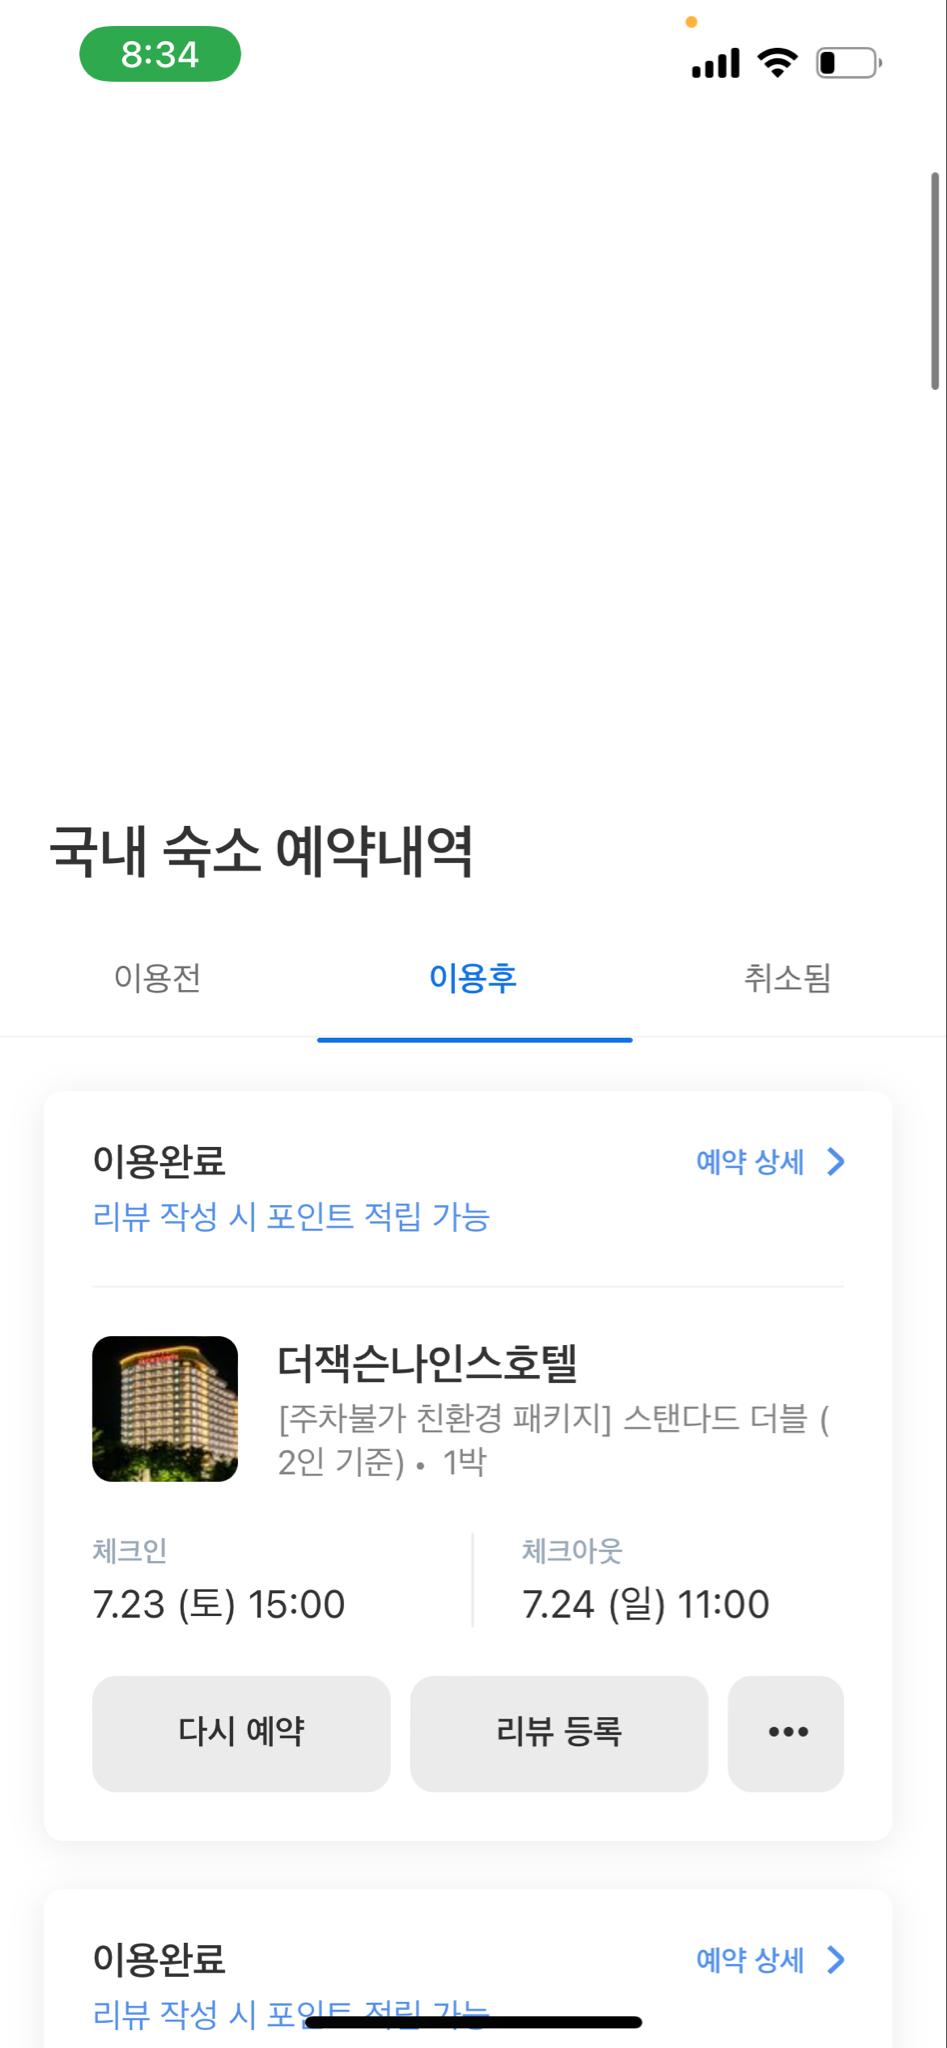 8:34
국내 숙소 예약내역
이용전
이용후
취소됨
이용완료
예약 상세
리뷰 작성 시 포인트 적립 가능
더잭슨나인스호텔
[주차불가 친환경 패키지] 스탠다드 더블 (
2인 기준) • 1박
체크인
체크아웃
7.23 (토) 15:00
7.24 (일) 11:00
다시 예약
리뷰 등록
이용완료
예약 상세
리뷰 작성 시 포인트 적립 가능